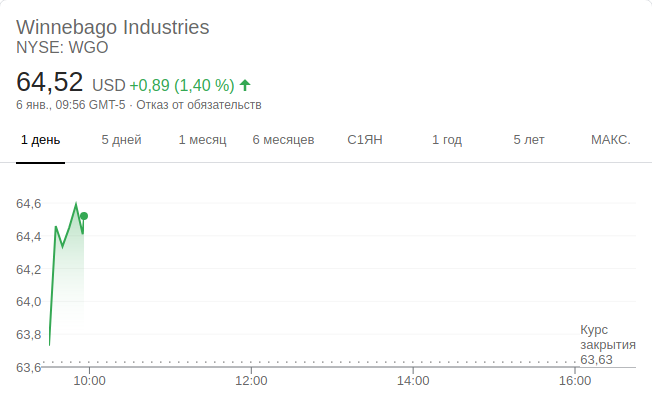 Winnebago Industries
NYSE: WGO
64,52 USD +0,89 (1,40 %)
6 янв., 09:56 GMT-5 · Отказ от обязательств
1 день 5 дней 1 месяц 6 месяцев С1ЯН 1 год 5 лет МАКС.
64,6
64,4
64,2
64,0
63,8
63,6
Курс
закрытия
63,63
10:00 12:00 14:00 16:00